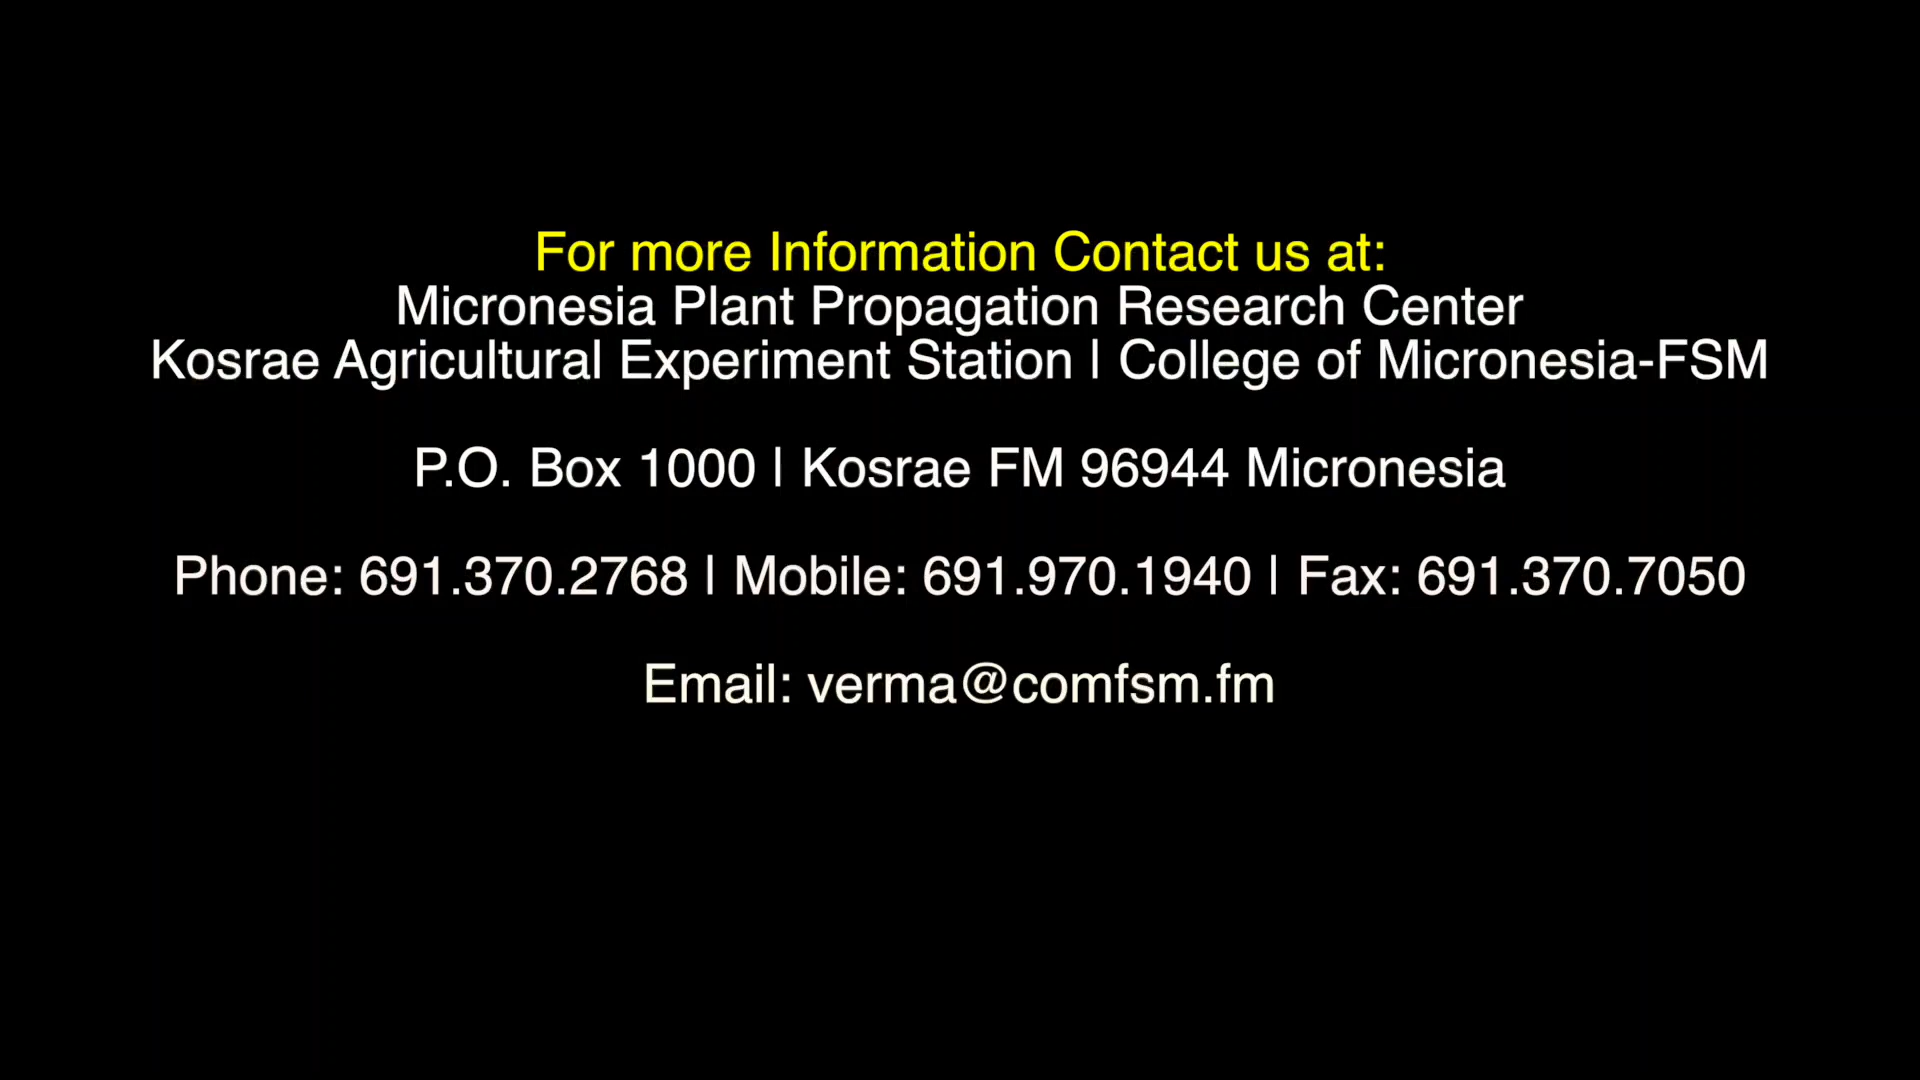 For more Information Contact us at:
Micronesia Plant Propagation Research Center
Kosrae Agricultural Experiment Station | College of Micronesia-FSM
P.O. Box 1000 | Kosrae FM 96944 Micronesia
Phone: 691.370.2768 | Mobile: 691.970.1940 | Fax: 691.370.7050
Email: verma@comfsm.fm